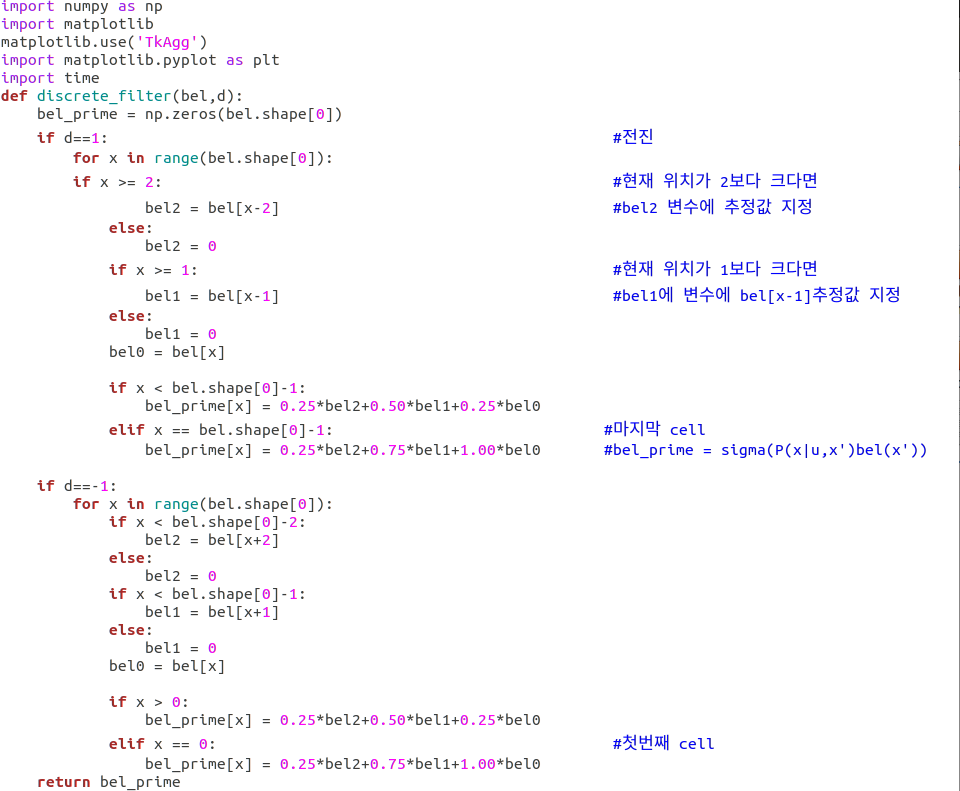 import numpy as np
import matplotlib
matplotlib.use('TkAgg')
import matplotlib.pyplot as plt
import time
def discrete_filter(bel,d):
    bel_prime = np.zeros(bel.shape[0])
    if d==1:                                                        #전진
        for x in range(bel.shape[0]):
        if x >= 2:                                                  #현재 위치가 2보다 크다면
                bel2 = bel[x-2]                                     #bel2 변수에 추정값 지정
            else:
                bel2 = 0
            if x >= 1:                                              #현재 위치가 1보다 크다면
                bel1 = bel[x-1]                                     #bel1에 변수에 bel[x-1]추정값 지정
            else:
                bel1 = 0
            bel0 = bel[x]

            if x < bel.shape[0]-1:
                bel_prime[x] = 0.25*bel2+0.50*bel1+0.25*bel0
            elif x == bel.shape[0]-1:                              #마지막 cell
                bel_prime[x] = 0.25*bel2+0.75*bel1+1.00*bel0       #bel_prime = sigma(P(x|u,x')bel(x'))

    if d==-1:
        for x in range(bel.shape[0]):
            if x < bel.shape[0]-2:
                bel2 = bel[x+2]
            else:
                bel2 = 0
            if x < bel.shape[0]-1:
                bel1 = bel[x+1]
            else:
                bel1 = 0
            bel0 = bel[x]

            if x > 0:
                bel_prime[x] = 0.25*bel2+0.50*bel1+0.25*bel0
            elif x == 0:                                            #첫번째 cell
                bel_prime[x] = 0.25*bel2+0.75*bel1+1.00*bel0
    return bel_prime